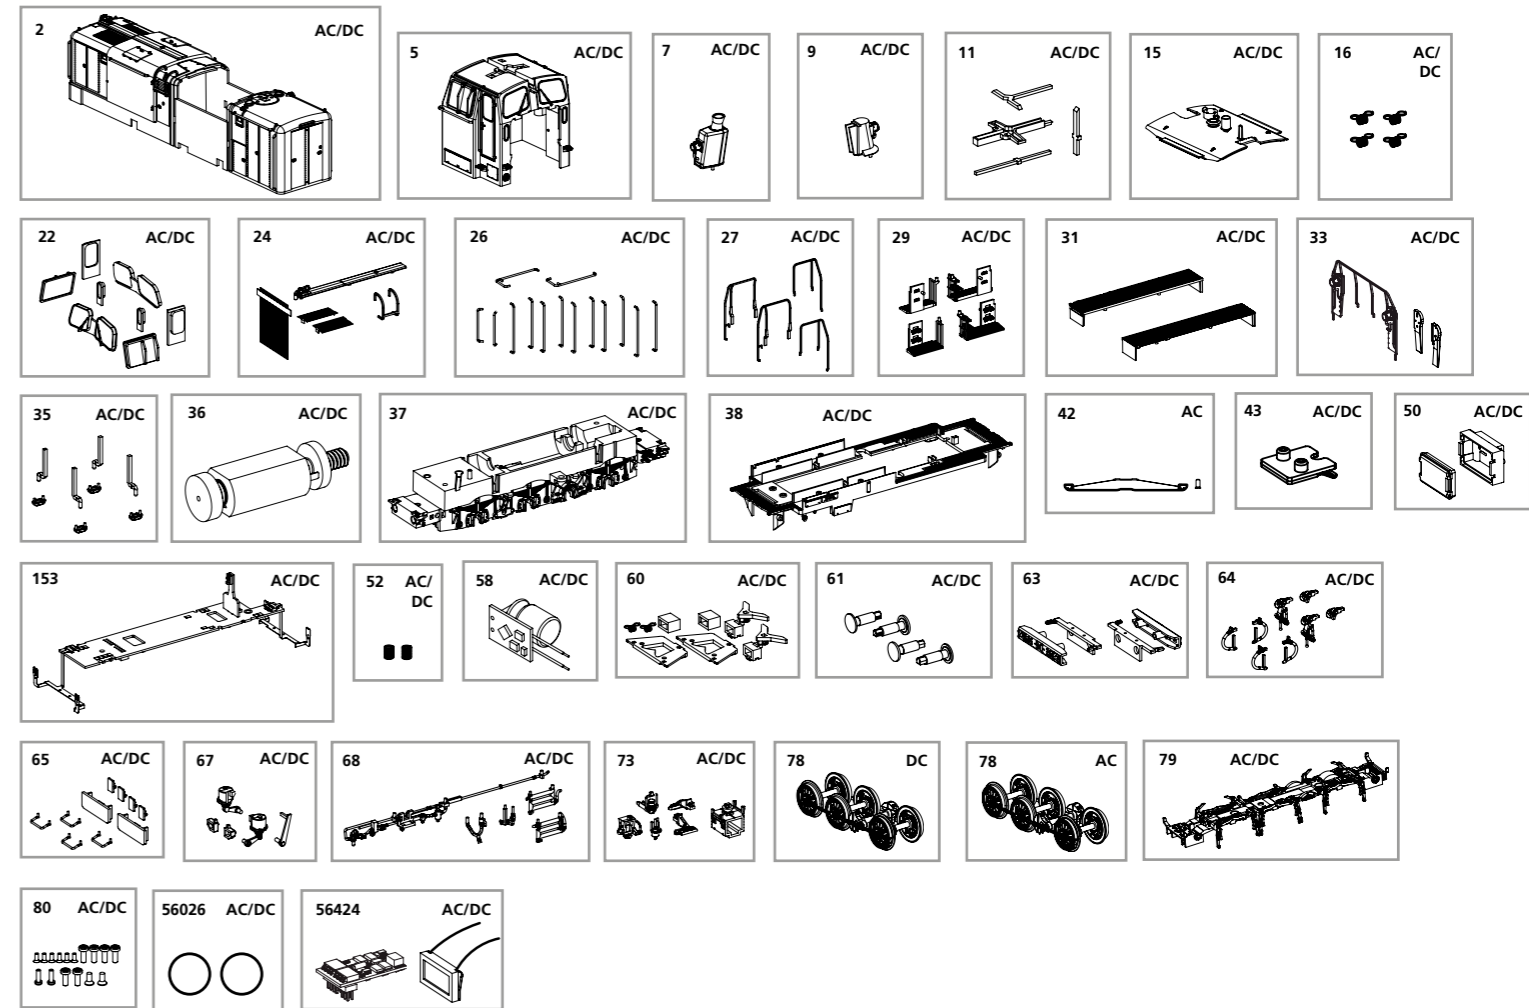 2 AC/DC
5 AC/DC
7 AC/DC
9 AC/DC
11 AC/DC
15 AC/DC
16 AC/
DC
22 AC/DC
24 AC/DC
26 AC/DC
27 AC/DC
29 AC/DC
31 AC/DC
33 AC/DC
35 AC/DC
36 AC/DC
37 AC/DC
38 AC/DC
42 AC
43 AC/DC
50 AC/DC
153 AC/DC
52 AC/
DC
58 AC/DC
60 AC/DC
61 AC/DC
63 AC/DC
64 AC/DC
65 AC/DC
67 AC/DC
68 AC/DC
73 AC/DC
78 DC
78 AC
79 AC/DC
80 AC/DC
56026 AC/DC
56424 AC/DC